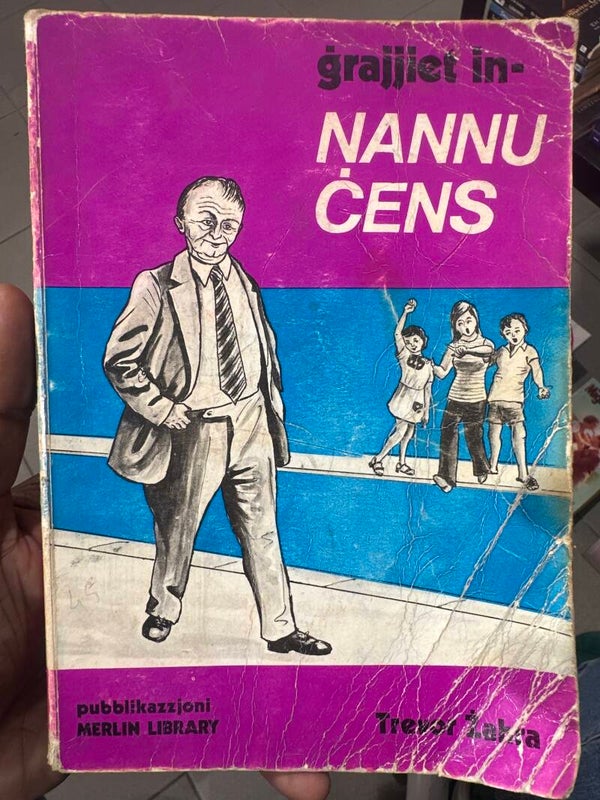 ġrajjiet in-
NANNU
ĊENS
pubblikazzjoni
MERLIN LIBRARY
Trevor Żahra